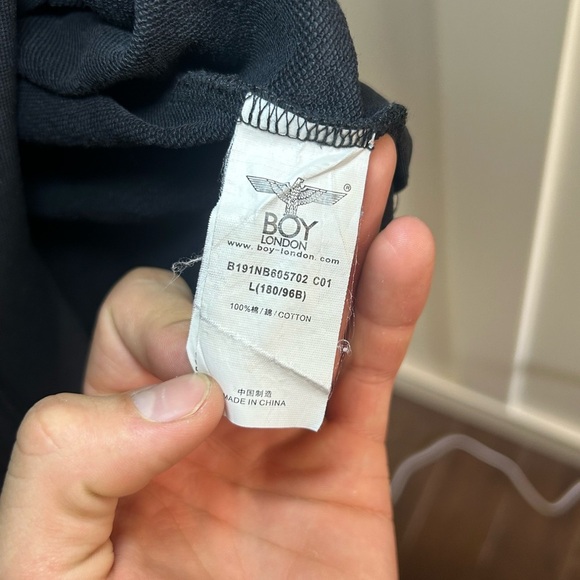 ®
BOY
LONDON
www.boy-london.com
B191NB605702 C01
L(180/96B)
100%棉/錦/COTTON
中国制造
MADE IN CHINA